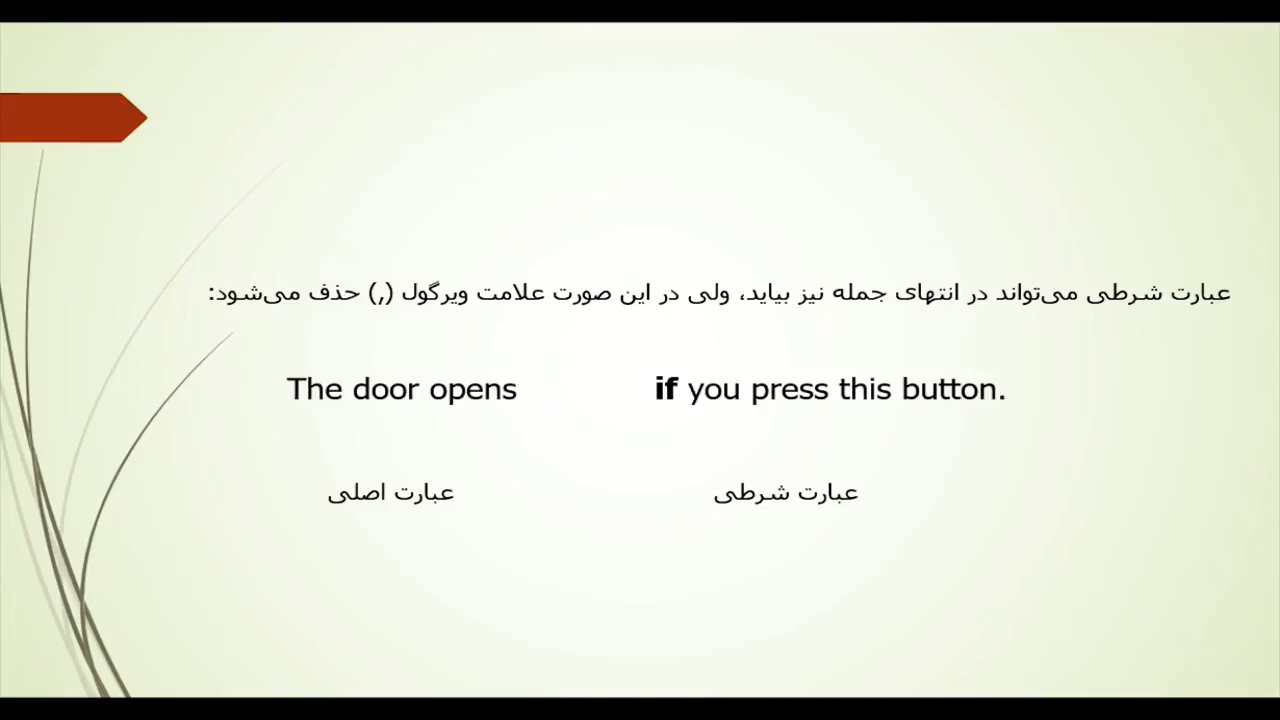 عبارت شرطی می‌تواند در انتهای جمله نیز بیاید، ولی در این صورت علامت ویرگول (,) حذف می‌شود:
The door opens if you press this button.
عبارت اصلی عبارت شرطی